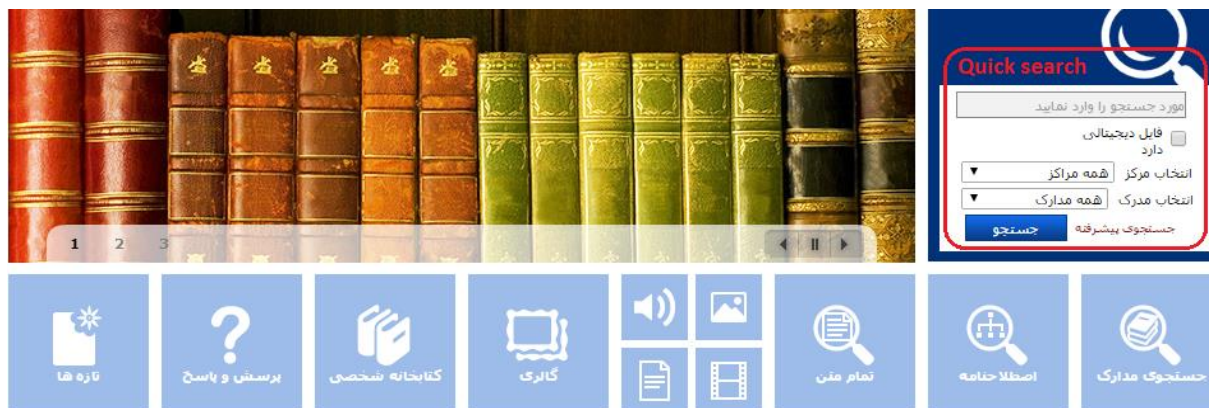 Quick search
مورد جستجو را وارد نمایید
فایل دیجیتالی
دارد
انتخاب مرکز همه مراکز
انتخاب مدرک همه مدارک
جستجوی پیشرفته جستجو
1 2 3
جستجوی مدارک اصطلاحنامه تمام متن گالری کتابخانه شخصی پرسش و پاسخ تازه ها